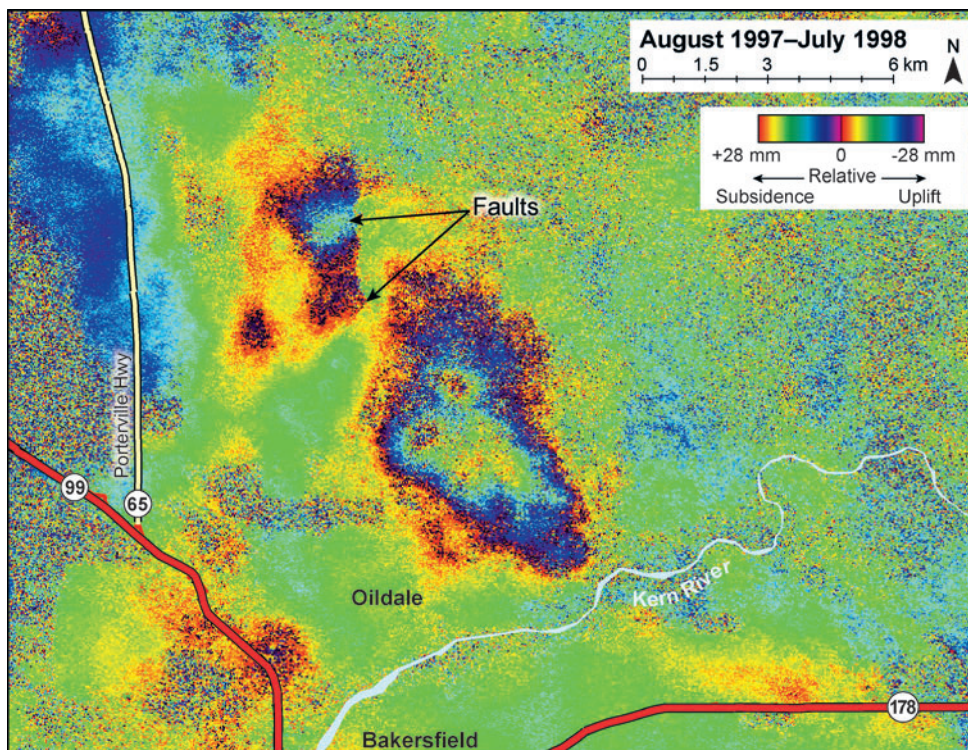 August 1997–July 1998
N
0 1.5 3 6 km
+28 mm 0 -28 mm
Relative
Subsidence Uplift
Faults
Porterville Hwy
99
65
Kern River
Oildale
178
Bakersfield